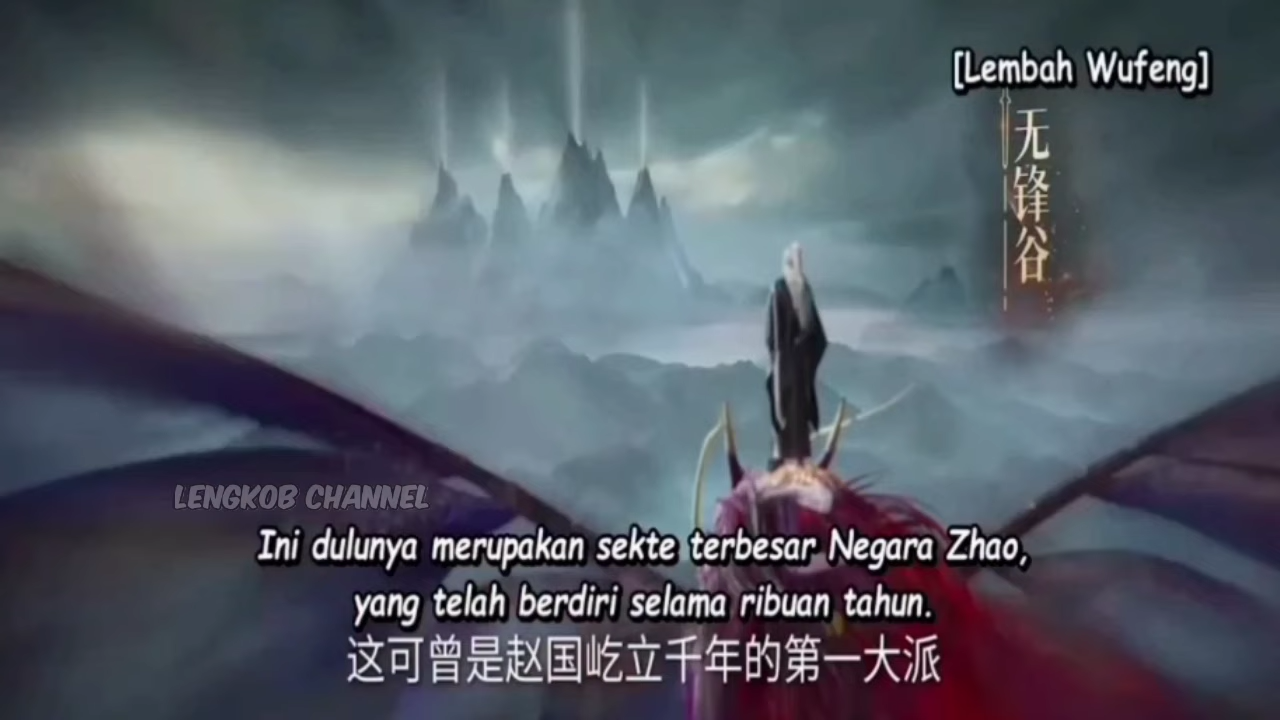 [Lembah Wufeng]
无锋谷
LENGKOB CHANNEL
Ini dulunya merupakan sekte terbesar Negara Zhao,
yang telah berdiri selama ribuan tahun.
这可曾是赵国屹立千年的第一大派